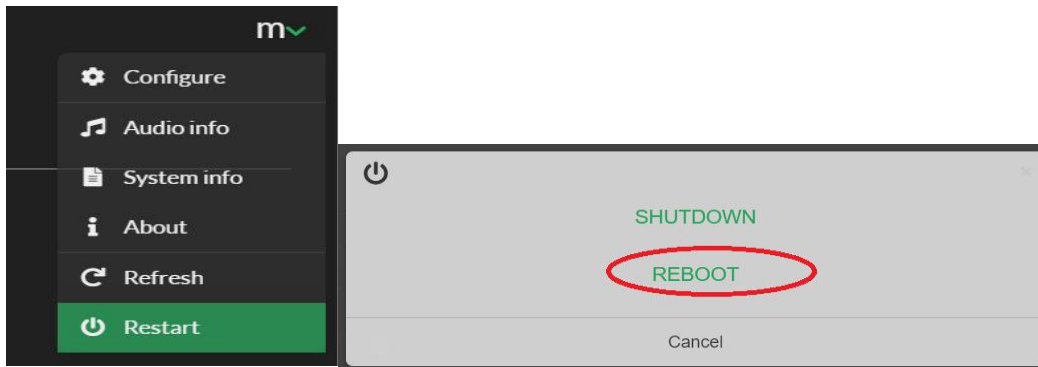 m
Configure
Audio info
System info
About
Refresh
Restart
SHUTDOWN
REBOOT
Cancel